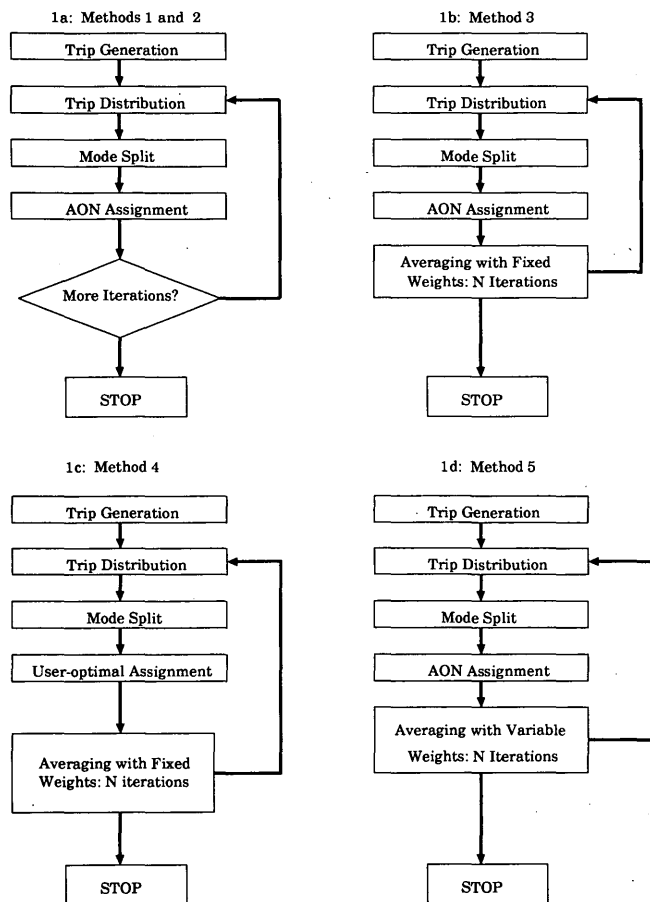 1a: Methods 1 and 2
Trip Generation
Trip Distribution
Mode Split
AON Assignment
More Iterations?
STOP
1b: Method 3
Trip Generation
Trip Distribution
Mode Split
AON Assignment
Averaging with Fixed
Weights: N Iterations
STOP
1c: Method 4
Trip Generation
Trip Distribution
Mode Split
User-optimal Assignment
Averaging with Fixed
Weights: N iterations
STOP
1d: Method 5
Trip Generation
Trip Distribution
Mode Split
AON Assignment
Averaging with Variable
Weights: N Iterations
STOP